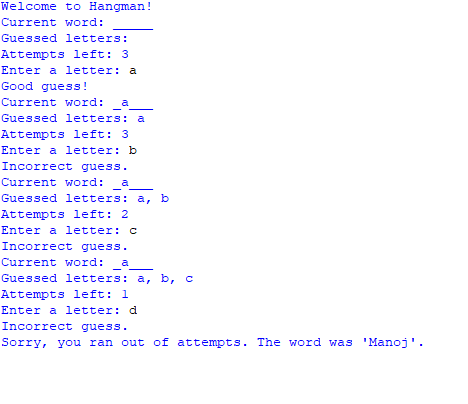 Welcome to Hangman!
Current word: _____
Guessed letters:
Attempts left: 3
Enter a letter: a
Good guess!
Current word: _a___
Guessed letters: a
Attempts left: 3
Enter a letter: b
Incorrect guess.
Current word: _a___
Guessed letters: a, b
Attempts left: 2
Enter a letter: c
Incorrect guess.
Current word: _a___
Guessed letters: a, b, c
Attempts left: 1
Enter a letter: d
Incorrect guess.
Sorry, you ran out of attempts. The word was 'Manoj'.